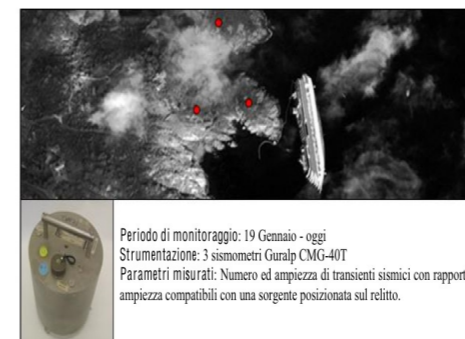 Periodo di monitoraggio: 19 Gennaio - oggi
Strumentazione: 3 sismometri Guralp CMG-40T
Parametri misurati: Numero ed ampiezza di transienti sismici con rapport
ampiezza compatibili con una sorgente posizionata sul relitto.